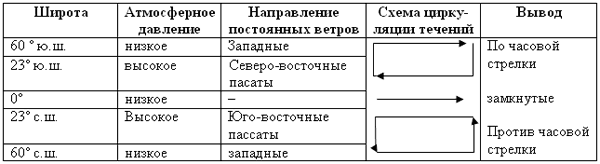 Широта Атмосферное давление Направление постоянных ветров Схема цирку-ляции течений Вывод
60 ° ю.ш. низкое Западные По часовой стрелки
23° ю.ш. высокое Северо-восточные пасаты
0° низкое – замкнутые
23° с.ш. Высокое Юго-восточные пассаты Против часовой стрелки
60° с.ш. низкое западные